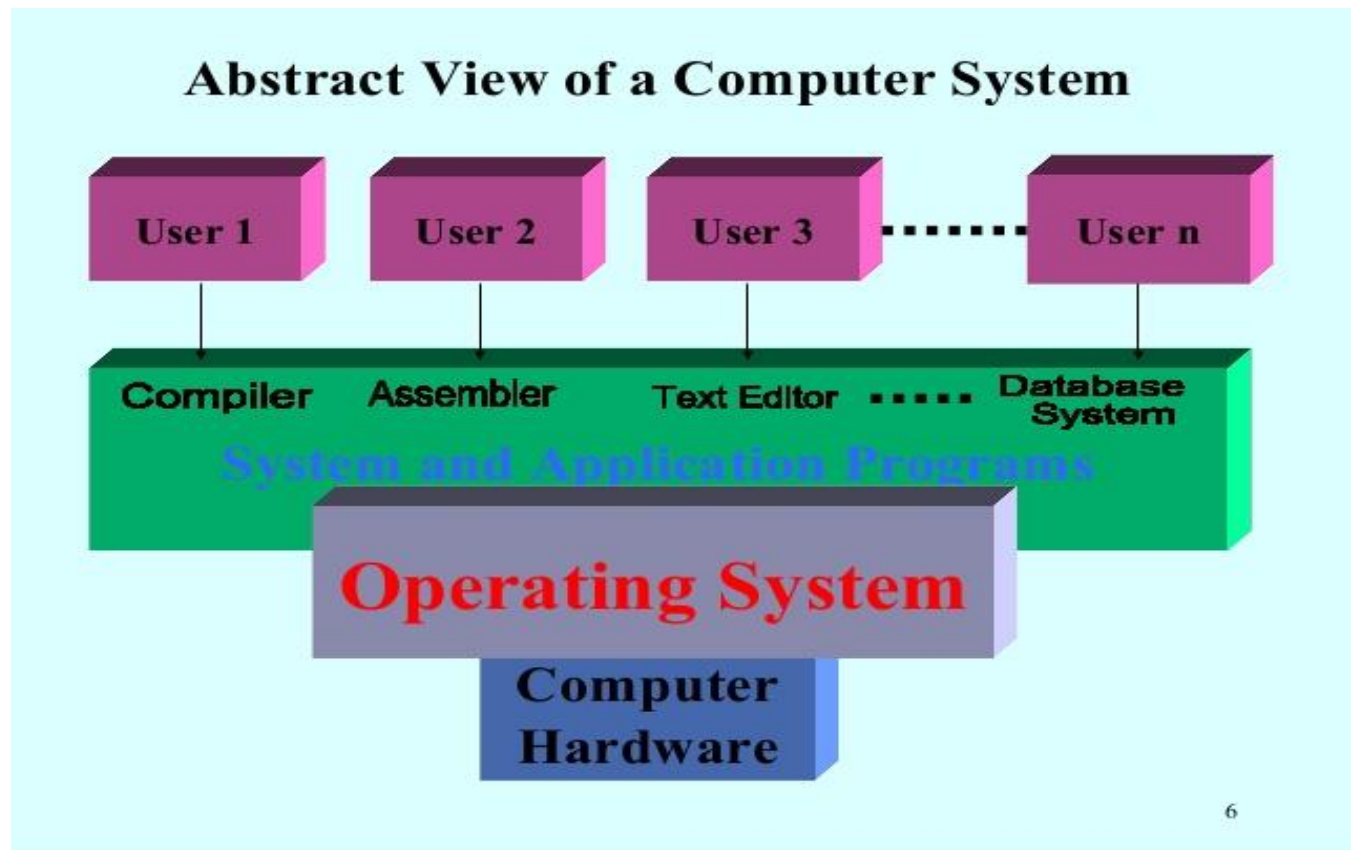 Abstract View of a Computer System
User 1 User 2 User 3 ....... User n
Compiler Assembler Text Editor ..... Database System
System and Application Programs
Operating System
Computer
Hardware
6